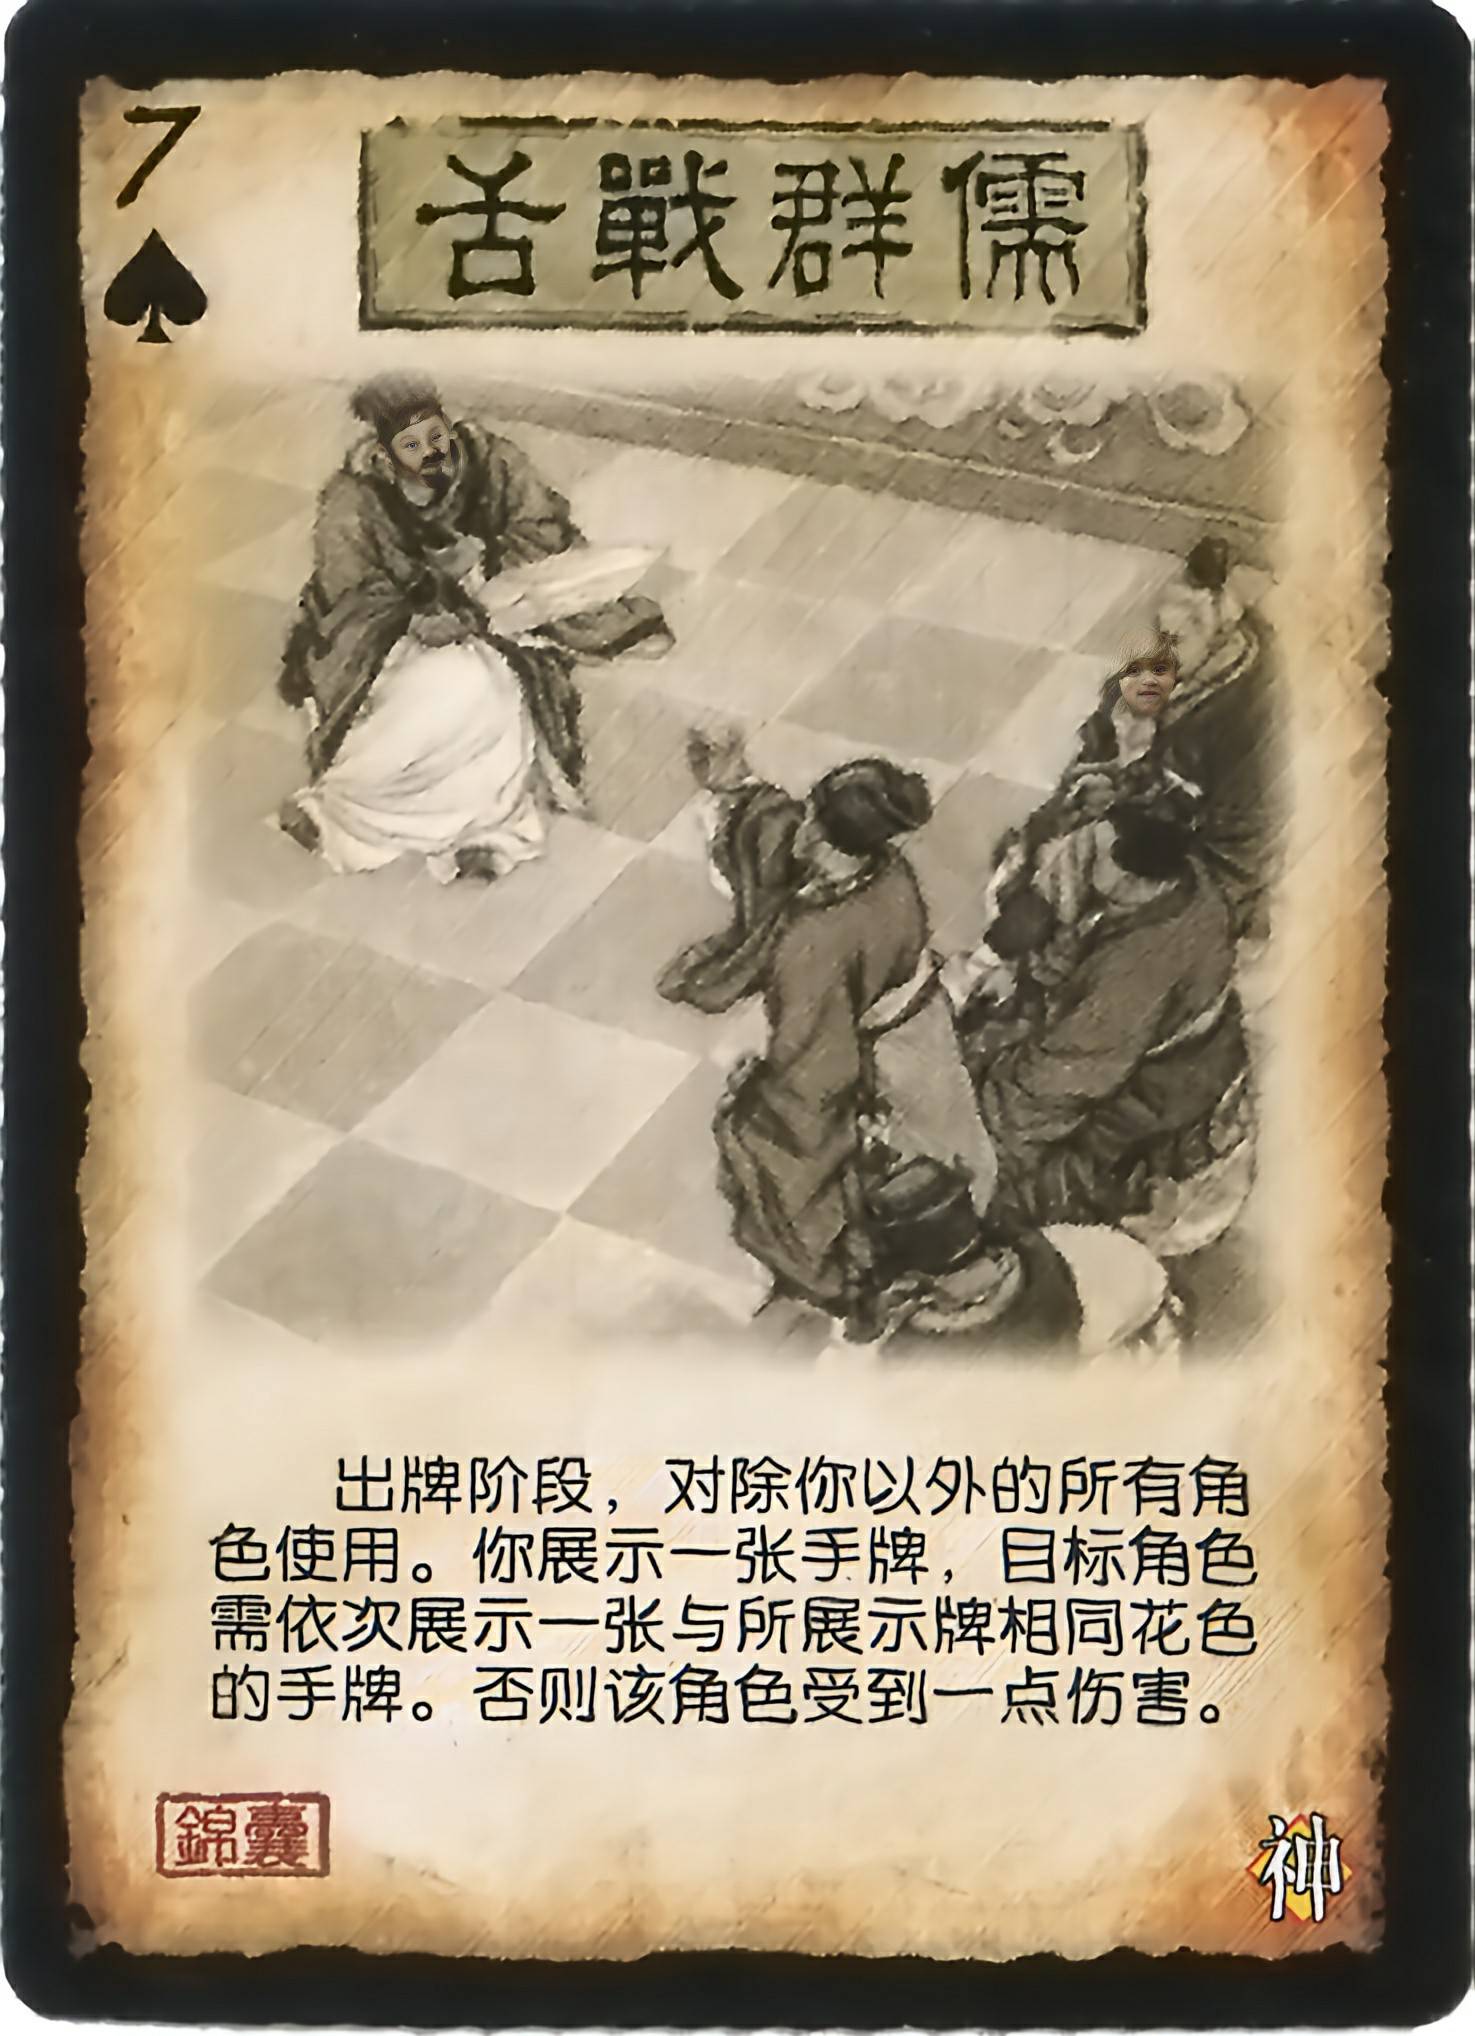 7
舌戰群儒
出牌阶段，对除你以外的所有角
色使用。你展示一张手牌，目标角色
需依次展示一张与所展示牌相同花色
的手牌。否则该角色受到一点伤害。
錦囊
神